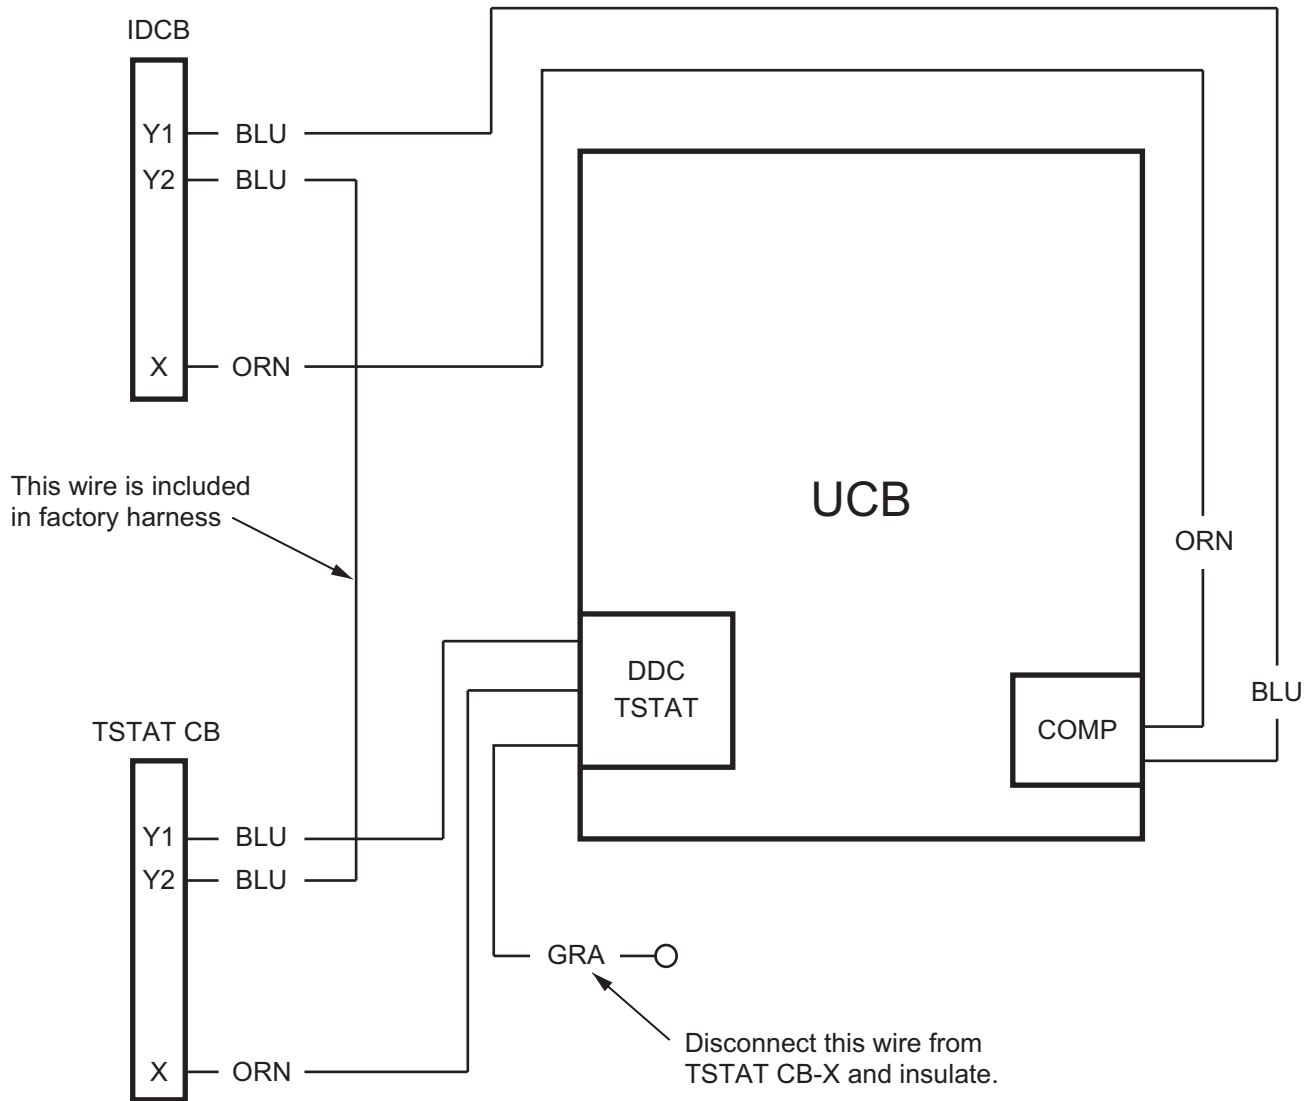 IDCB
Y1 BLU
Y2 BLU
X ORN
This wire is included
in factory harness
UCB
ORN
DDC
TSTAT
BLU
COMP
TSTAT CB
Y1 BLU
Y2 BLU
GRA
Disconnect this wire from
TSTAT CB-X and insulate.
X ORN